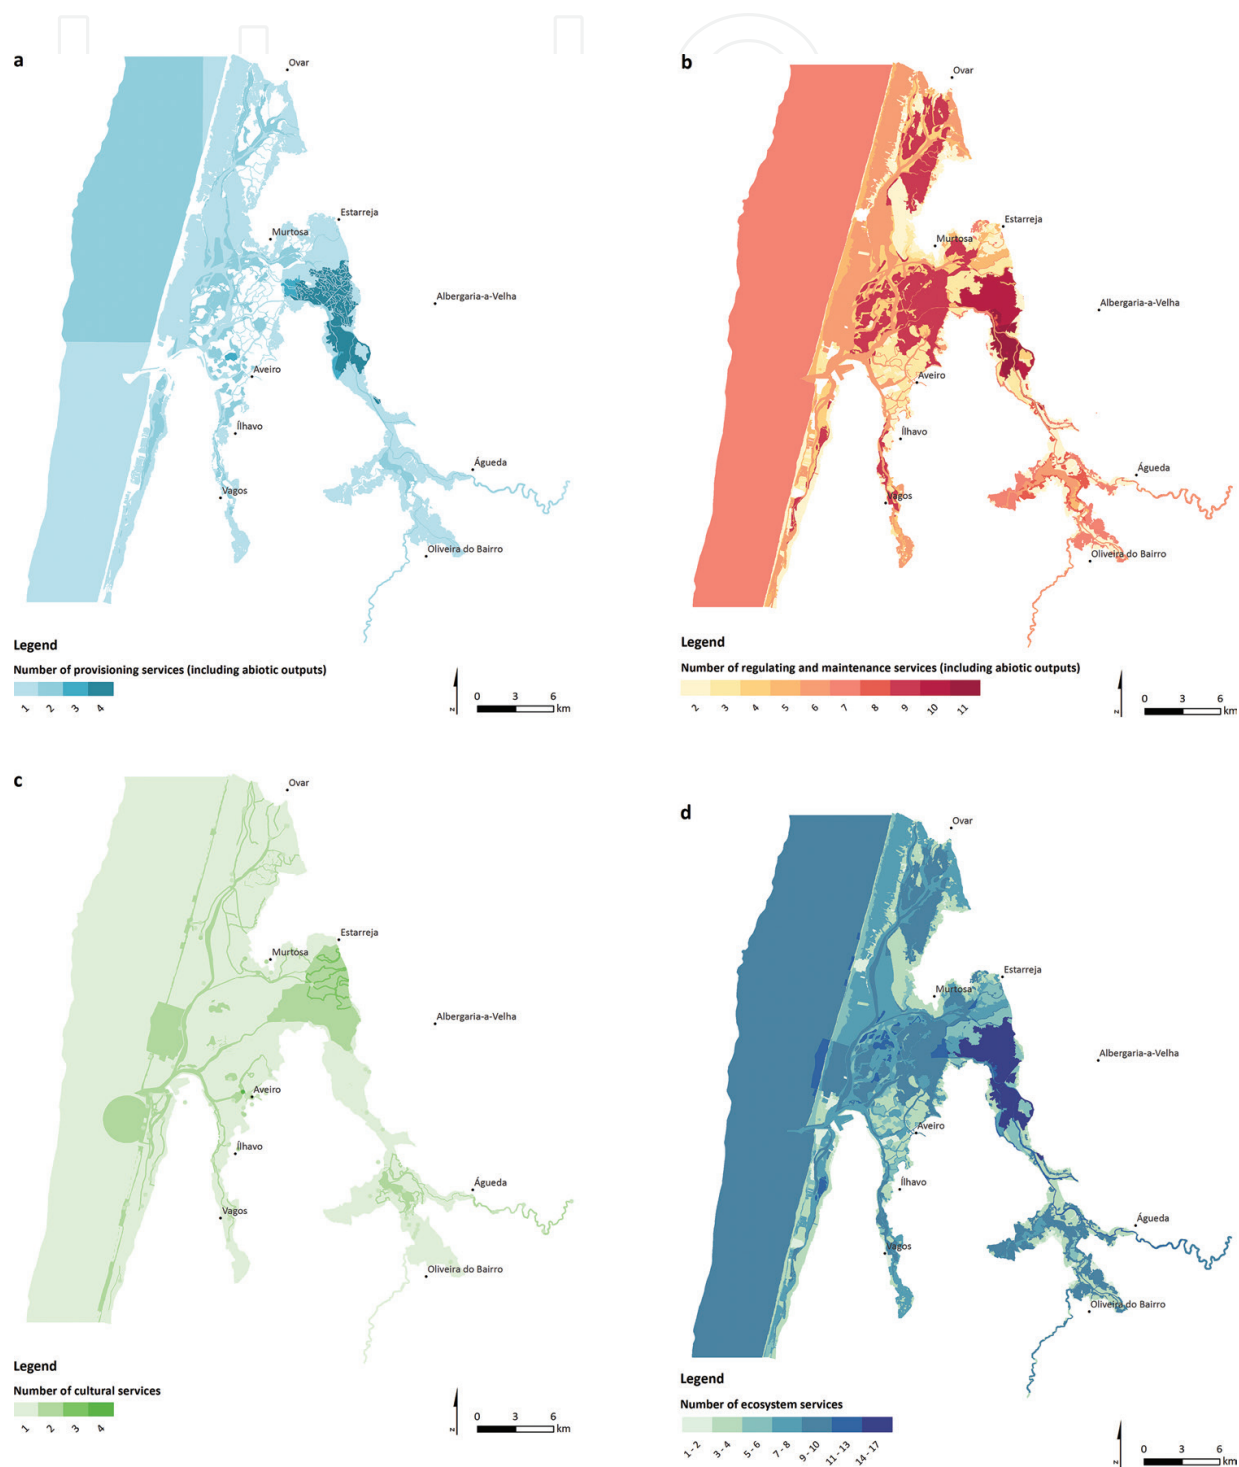 a
Ovar
Estarreja
Murtosa
Albergaria-a-Velha
Aveiro
Ílhavo
Águeda
Vagos
Oliveira do Bairro
Legend
Number of provisioning services (including abiotic outputs)
1 2 3 4
N
0 3 6
km
b
Ovar
Estarreja
Murtosa
Albergaria-a-Velha
Aveiro
Ílhavo
Águeda
Vagos
Oliveira do Bairro
Legend
Number of regulating and maintenance services (including abiotic outputs)
2 3 4 5 6 7 8 9 10 11
N
0 3 6
km
c
Ovar
Estarreja
Murtosa
Albergaria-a-Velha
Aveiro
Ílhavo
Águeda
Vagos
Oliveira do Bairro
Legend
Number of cultural services
1 2 3 4
N
0 3 6
km
d
Ovar
Estarreja
Murtosa
Albergaria-a-Velha
Aveiro
Ílhavo
Águeda
Vagos
Oliveira do Bairro
Legend
Number of ecosystem services
1 - 2 3 - 4 5 - 6 7 - 8 9 - 10 11 - 13 14 - 17
N
0 3 6
km